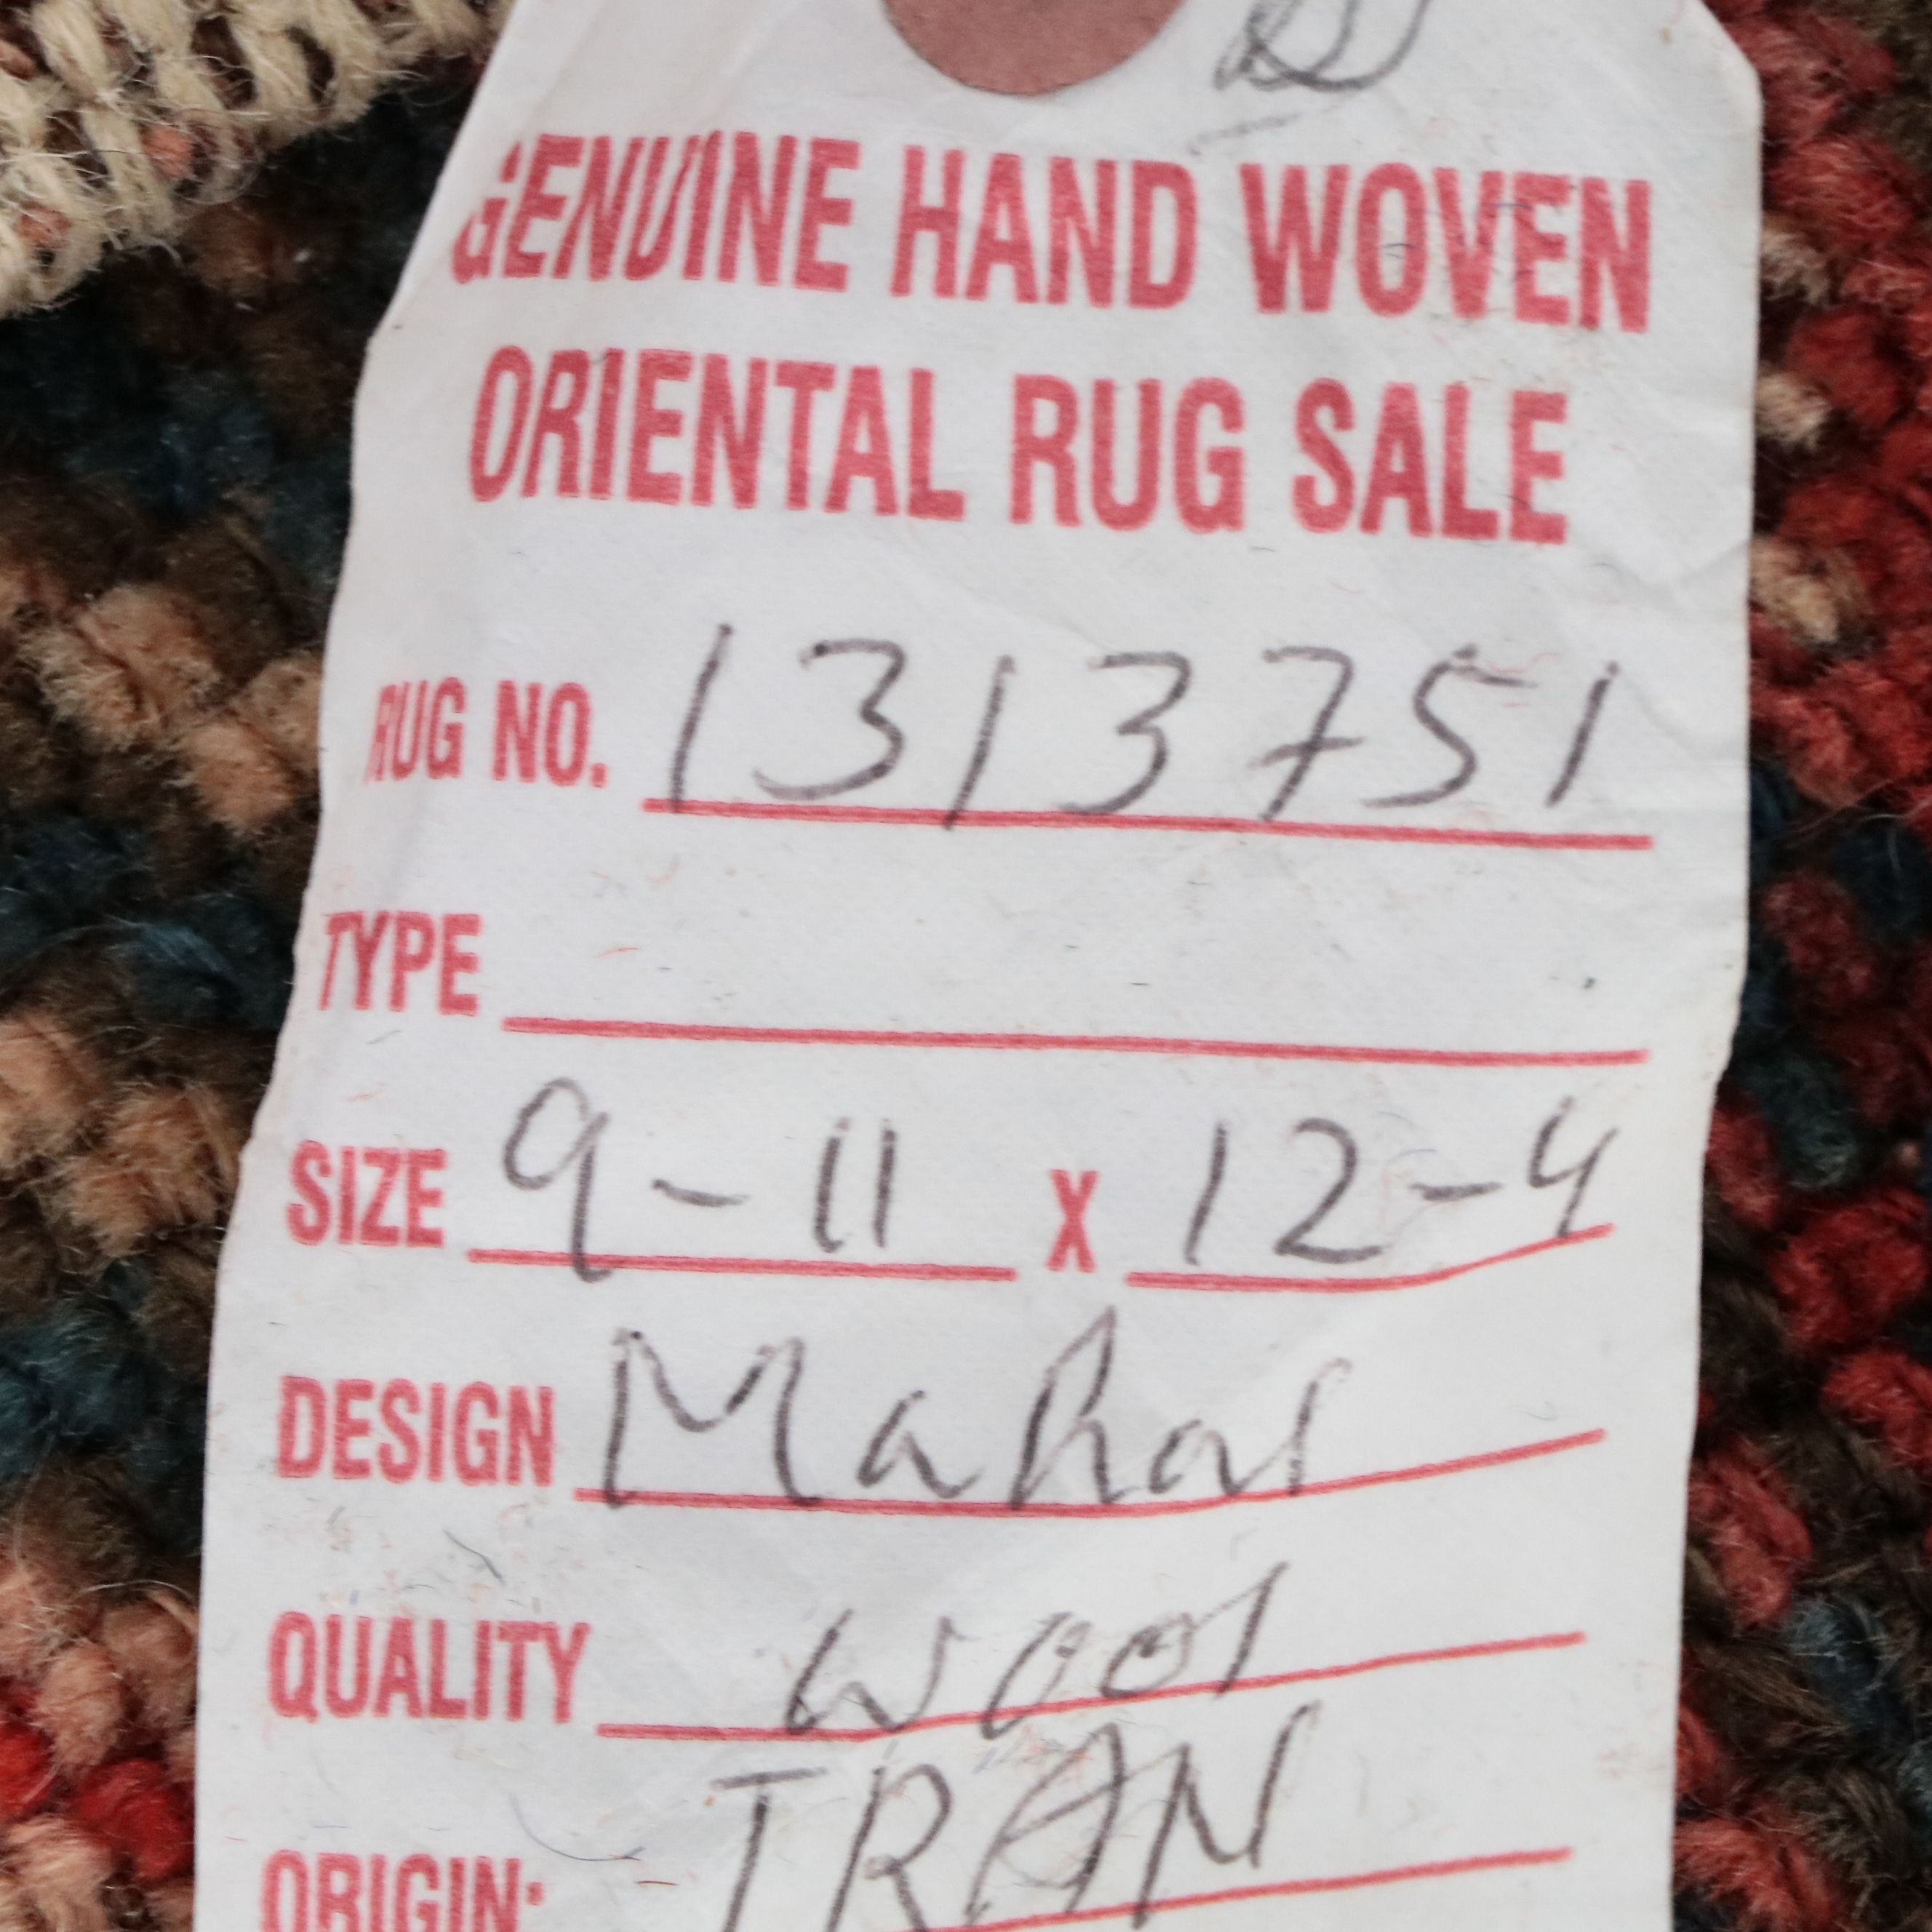 GENUINE HAND WOVEN
ORIENTAL RUG SALE
RUG NO. 1313751
TYPE
SIZE 9-11 X 12-4
DESIGN Mahal
QUALITY wool
ORIGIN: IRAN